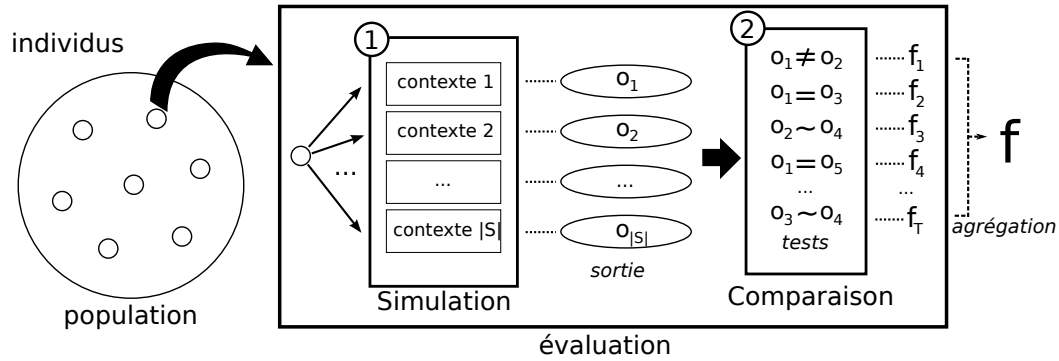 individus
population
1
Simulation
contexte 1
contexte 2
...
contexte |S|
...
o1
o2
...
o|S|
sortie
2
o1≠o2
o1=o3
o2~o4
o1=o5
...
o3~o4
tests
Comparaison
f1
f2
f3
f4
...
fT
agrégation
f
évaluation